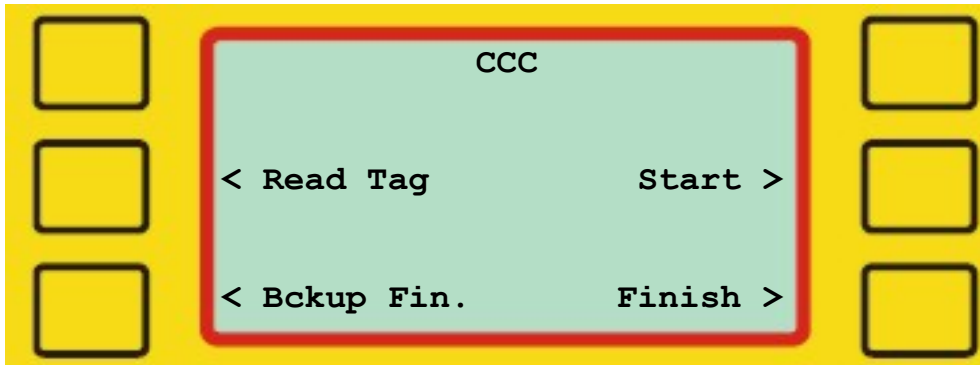 CCC
< Read Tag Start >
< Bckup Fin. Finish >